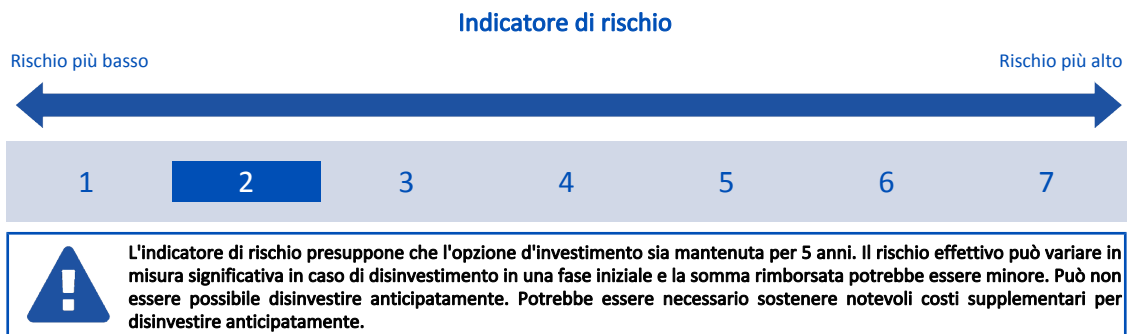 Indicatore di rischio
Rischio più basso
Rischio più alto
1 2 3 4 5 6 7
L'indicatore di rischio presuppone che l'opzione d'investimento sia mantenuta per 5 anni. Il rischio effettivo può variare in
misura significativa in caso di disinvestimento in una fase iniziale e la somma rimborsata potrebbe essere minore. Può non
essere possibile disinvestire anticipatamente. Potrebbe essere necessario sostenere notevoli costi supplementari per
disinvestire anticipatamente.